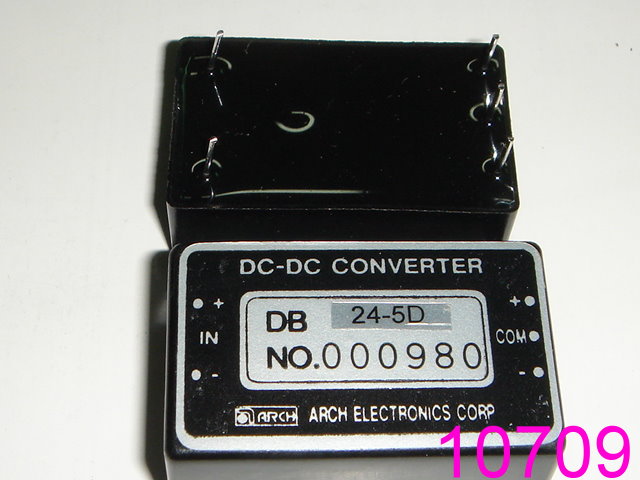 DC-DC CONVERTER
+ +
DB 24-5D
IN COM
NO.000980
- -
ARCH ARCH ELECTRONICS CORP
10709